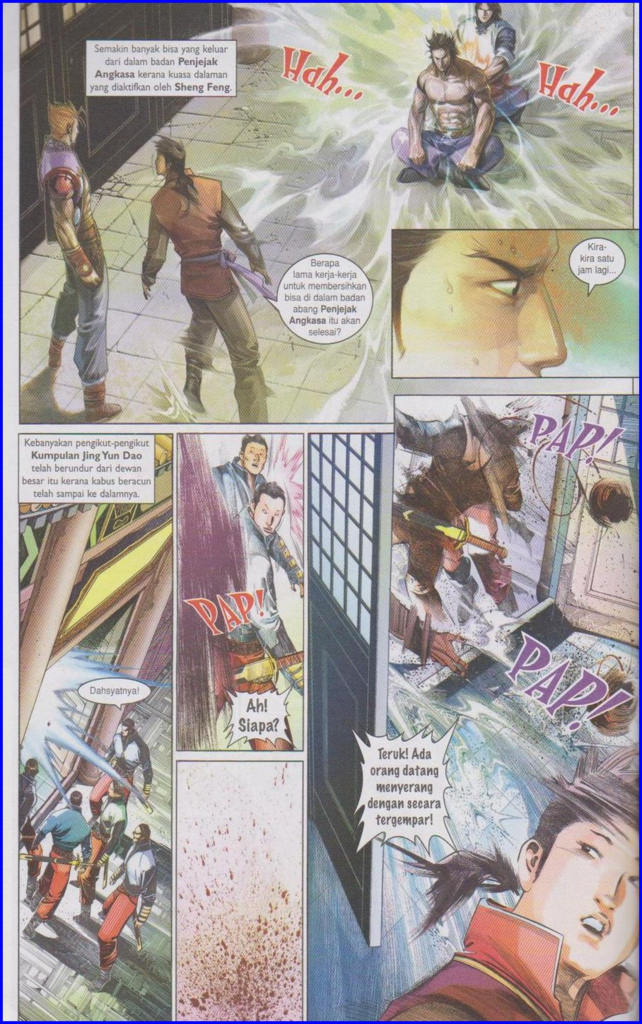 Semakin banyak bisa yang keluar
dari dalam badan Penjejak
Angkasa kerana kuasa dalaman
yang diaktifkan oleh Sheng Feng.
Hah...
Hah...
Berapa
lama kerja-kerja
untuk membersihkan
bisa di dalam badan
abang Penjejak
Angkasa itu akan
selesai?
Kira-
kira satu
jam lagi...
Kebanyakan pengikut-pengikut
Kumpulan Jing Yun Dao
telah berundur dari dewan
besar itu kerana kabus beracun
telah sampai ke dalamnya.
Dahsyatnya!
PAP!
Ah!
Siapa?
PAP!
PAP!
Teruk! Ada
orang datang
menyerang
dengan secara
tergempar!